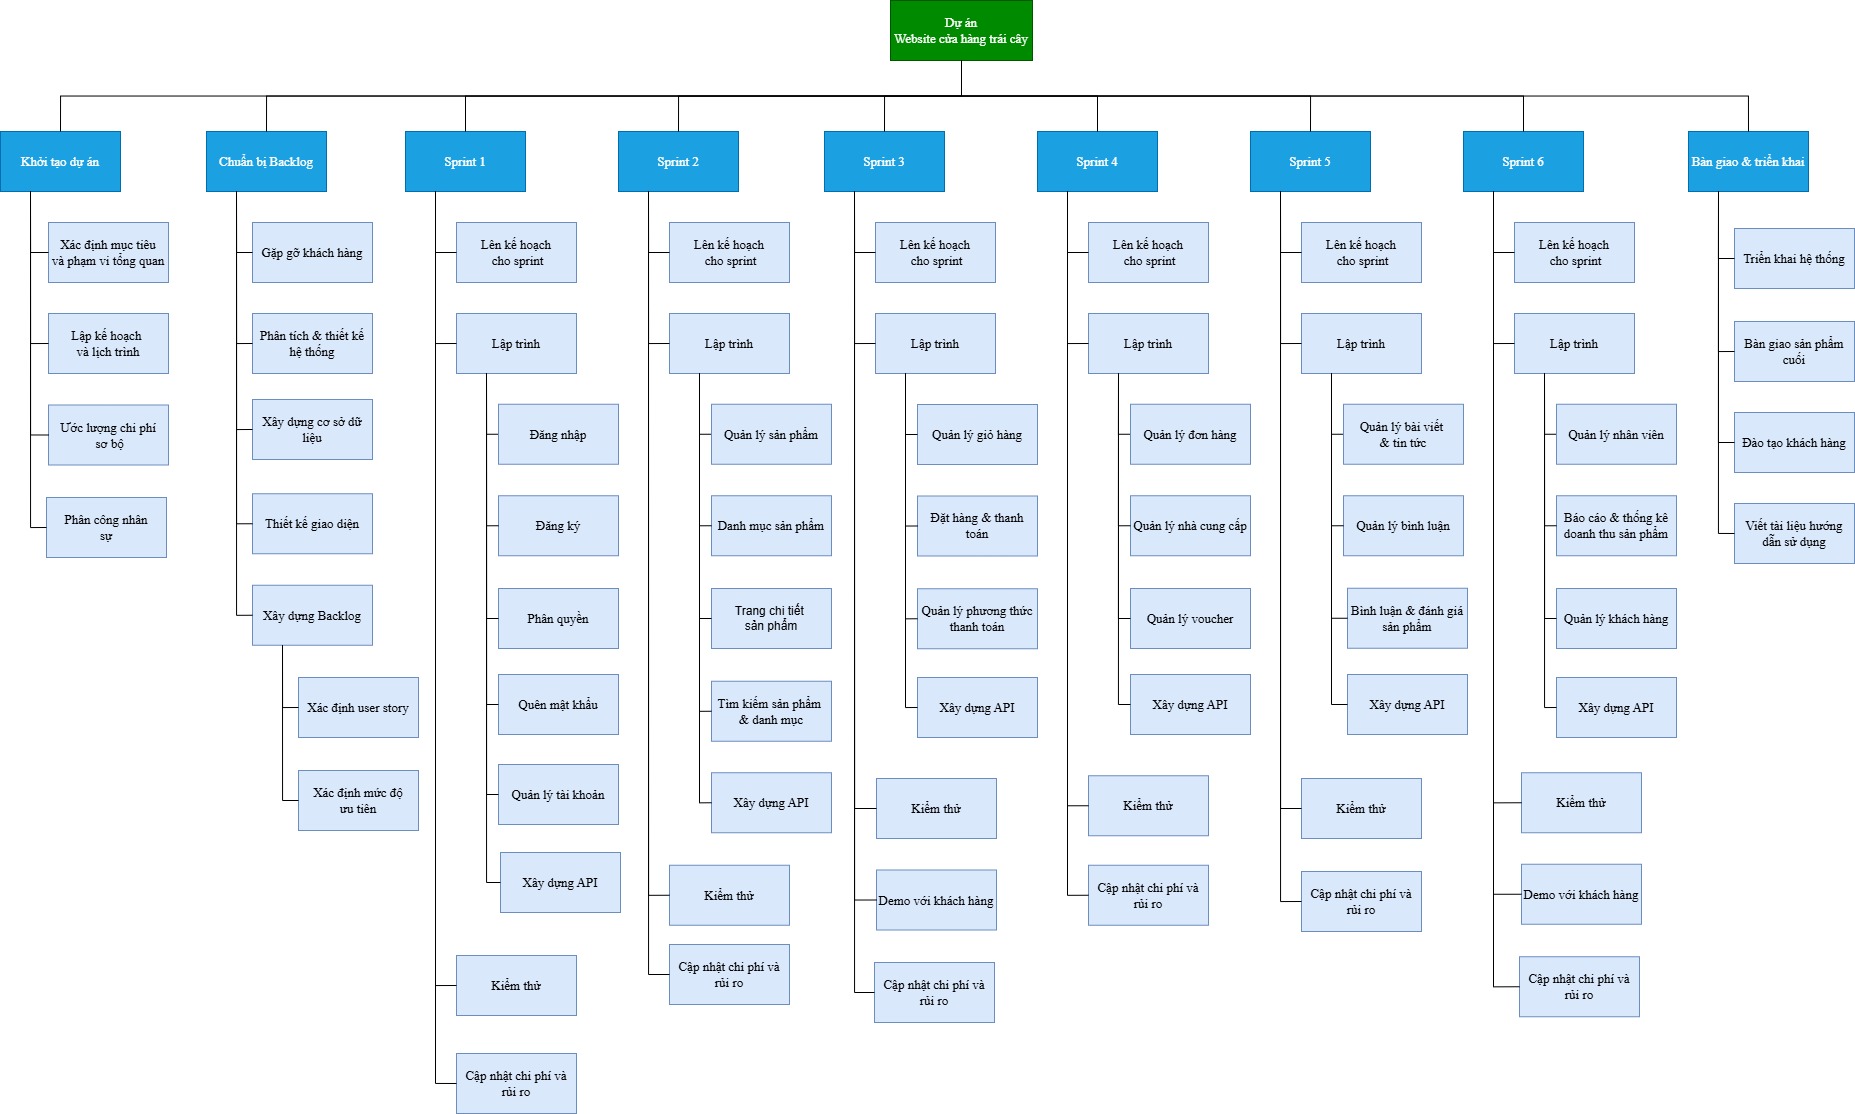 Dự án
Website cửa hàng trái cây
Khởi tạo dự án
Xác định mục tiêu
và phạm vi tổng quan
Lập kế hoạch
và lịch trình
Ước lượng chi phí
sơ bộ
Phân công nhân
sự
Chuẩn bị Backlog
Gặp gỡ khách hàng
Phân tích & thiết kế
hệ thống
Xây dựng cơ sở dữ
liệu
Thiết kế giao diện
Xây dựng Backlog
Xác định user story
Xác định mức độ
ưu tiên
Sprint 1
Lên kế hoạch
cho sprint
Lập trình
Đăng nhập
Đăng ký
Phân quyền
Quên mật khẩu
Quản lý tài khoản
Xây dựng API
Kiểm thử
Cập nhật chi phí và
rủi ro
Sprint 2
Lên kế hoạch
cho sprint
Lập trình
Quản lý sản phẩm
Danh mục sản phẩm
Trang chi tiết
sản phẩm
Tìm kiếm sản phẩm
& danh mục
Xây dựng API
Kiểm thử
Cập nhật chi phí và
rủi ro
Sprint 3
Lên kế hoạch
cho sprint
Lập trình
Quản lý giỏ hàng
Đặt hàng & thanh
toán
Quản lý phương thức
thanh toán
Xây dựng API
Kiểm thử
Demo với khách hàng
Cập nhật chi phí và
rủi ro
Sprint 4
Lên kế hoạch
cho sprint
Lập trình
Quản lý đơn hàng
Quản lý nhà cung cấp
Quản lý voucher
Xây dựng API
Kiểm thử
Cập nhật chi phí và
rủi ro
Sprint 5
Lên kế hoạch
cho sprint
Lập trình
Quản lý bài viết
& tin tức
Quản lý bình luận
Bình luận & đánh giá
sản phẩm
Xây dựng API
Kiểm thử
Cập nhật chi phí và
rủi ro
Sprint 6
Lên kế hoạch
cho sprint
Lập trình
Quản lý nhân viên
Báo cáo & thống kê
doanh thu sản phẩm
Quản lý khách hàng
Xây dựng API
Kiểm thử
Demo với khách hàng
Cập nhật chi phí và
rủi ro
Bàn giao & triển khai
Triển khai hệ thống
Bàn giao sản phẩm
cuối
Đào tạo khách hàng
Viết tài liệu hướng
dẫn sử dụng